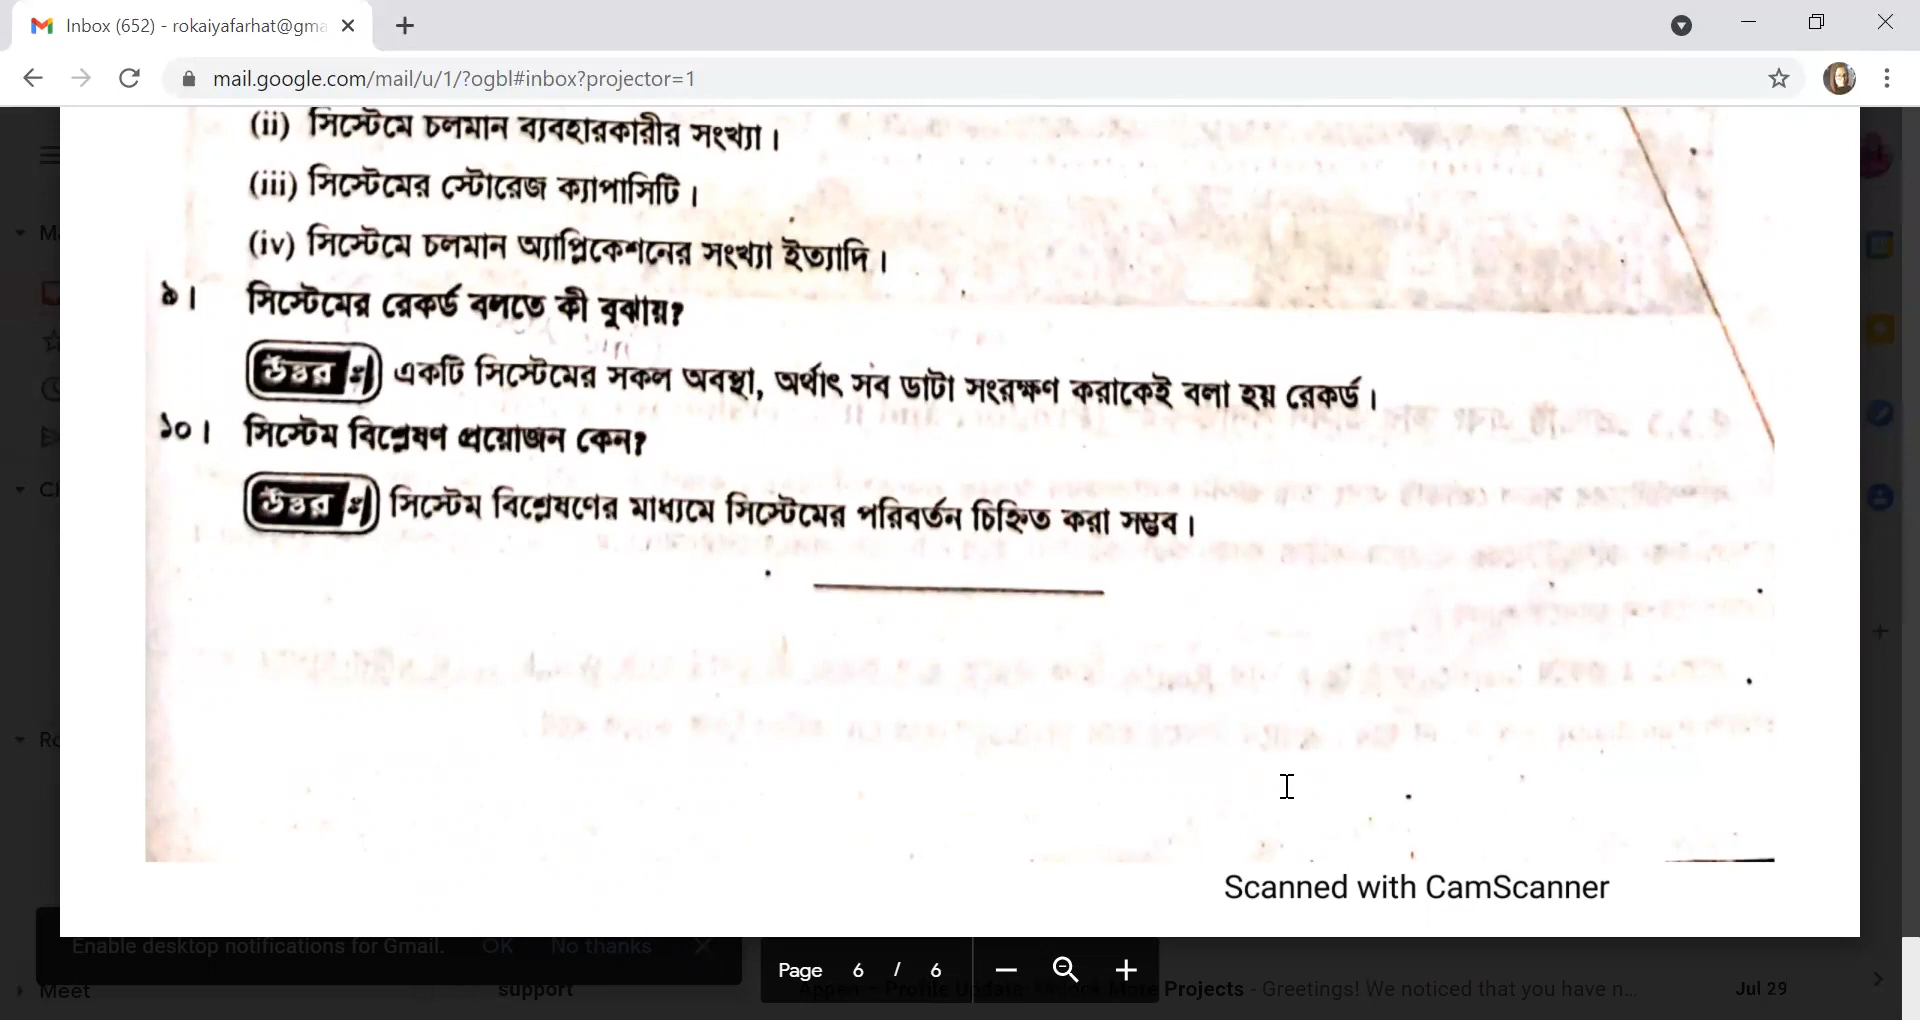 Inbox (652) - rokaiyafarhat@gma
mail.google.com/mail/u/1/?ogbl#inbox?projector=1
(ii) সিস্টেমে চলমান ব্যবহারকারীর সংখ্যা।
(iii) সিস্টেমের স্টোরেজ ক্যাপাসিটি।
(iv) সিস্টেমে চলমান অ্যাপ্লিকেশনের সংখ্যা ইত্যাদি।
৯। সিস্টেমের রেকর্ড বলতে কী বুঝায়?
উত্তর ঃ একটি সিস্টেমের সকল অবস্থা, অর্থাৎ সব ডাটা সংরক্ষণ করাকেই বলা হয় রেকর্ড।
১০। সিস্টেম বিশ্লেষণ প্রয়োজন কেন?
উত্তর ঃ সিস্টেম বিশ্লেষণের মাধ্যমে সিস্টেমের পরিবর্তন চিহ্নিত করা সম্ভব।
Scanned with CamScanner
Enable desktop notifications for Gmail. OK No thanks
Page 6 / 6
Meet support Appen - Profile Update More Projects - Greetings! We noticed that you have n... Jul 29